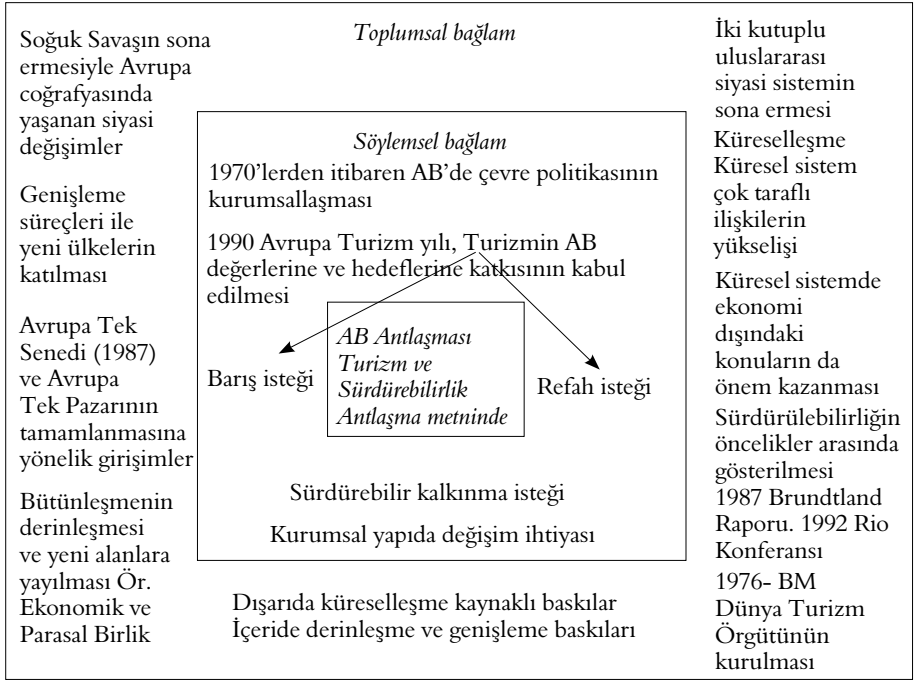 Toplumsal bağlam
Soğuk Savaşın sona
ermesiyle Avrupa
coğrafyasında
yaşanan siyasi
değişimler
Genişleme
süreçleri ile
yeni ülkelerin
katılması
Avrupa Tek
Senedi (1987)
ve Avrupa
Tek Pazarının
tamamlanmasına
yönelik girişimler
Bütünleşmenin
derinleşmesi
ve yeni alanlara
yayılması Ör.
Ekonomik ve
Parasal Birlik
Söylemsel bağlam
1970’lerden itibaren AB’de çevre politikasının
kurumsallaşması
1990 Avrupa Turizm yılı, Turizmin AB
değerlerine ve hedeflerine katkısının kabul
edilmesi
Barış isteği
AB Antlaşması
Turizm ve
Sürdürebilirlik
Antlaşma metninde
Refah isteği
Sürdürebilir kalkınma isteği
Kurumsal yapıda değişim ihtiyası
Dışarıda küreselleşme kaynaklı baskılar
İçeride derinleşme ve genişleme baskıları
İki kutuplu
uluslararası
siyasi sistemin
sona ermesi
Küreselleşme
Küresel sistem
çok taraflı
ilişkilerin
yükselişi
Küresel sistemde
ekonomi
dışındaki
konuların da
önem kazanması
Sürdürülebilirliğin
öncelikler arasında
gösterilmesi
1987 Brundtland
Raporu. 1992 Rio
Konferansı
1976- BM
Dünya Turizm
Örgütünün
kurulması